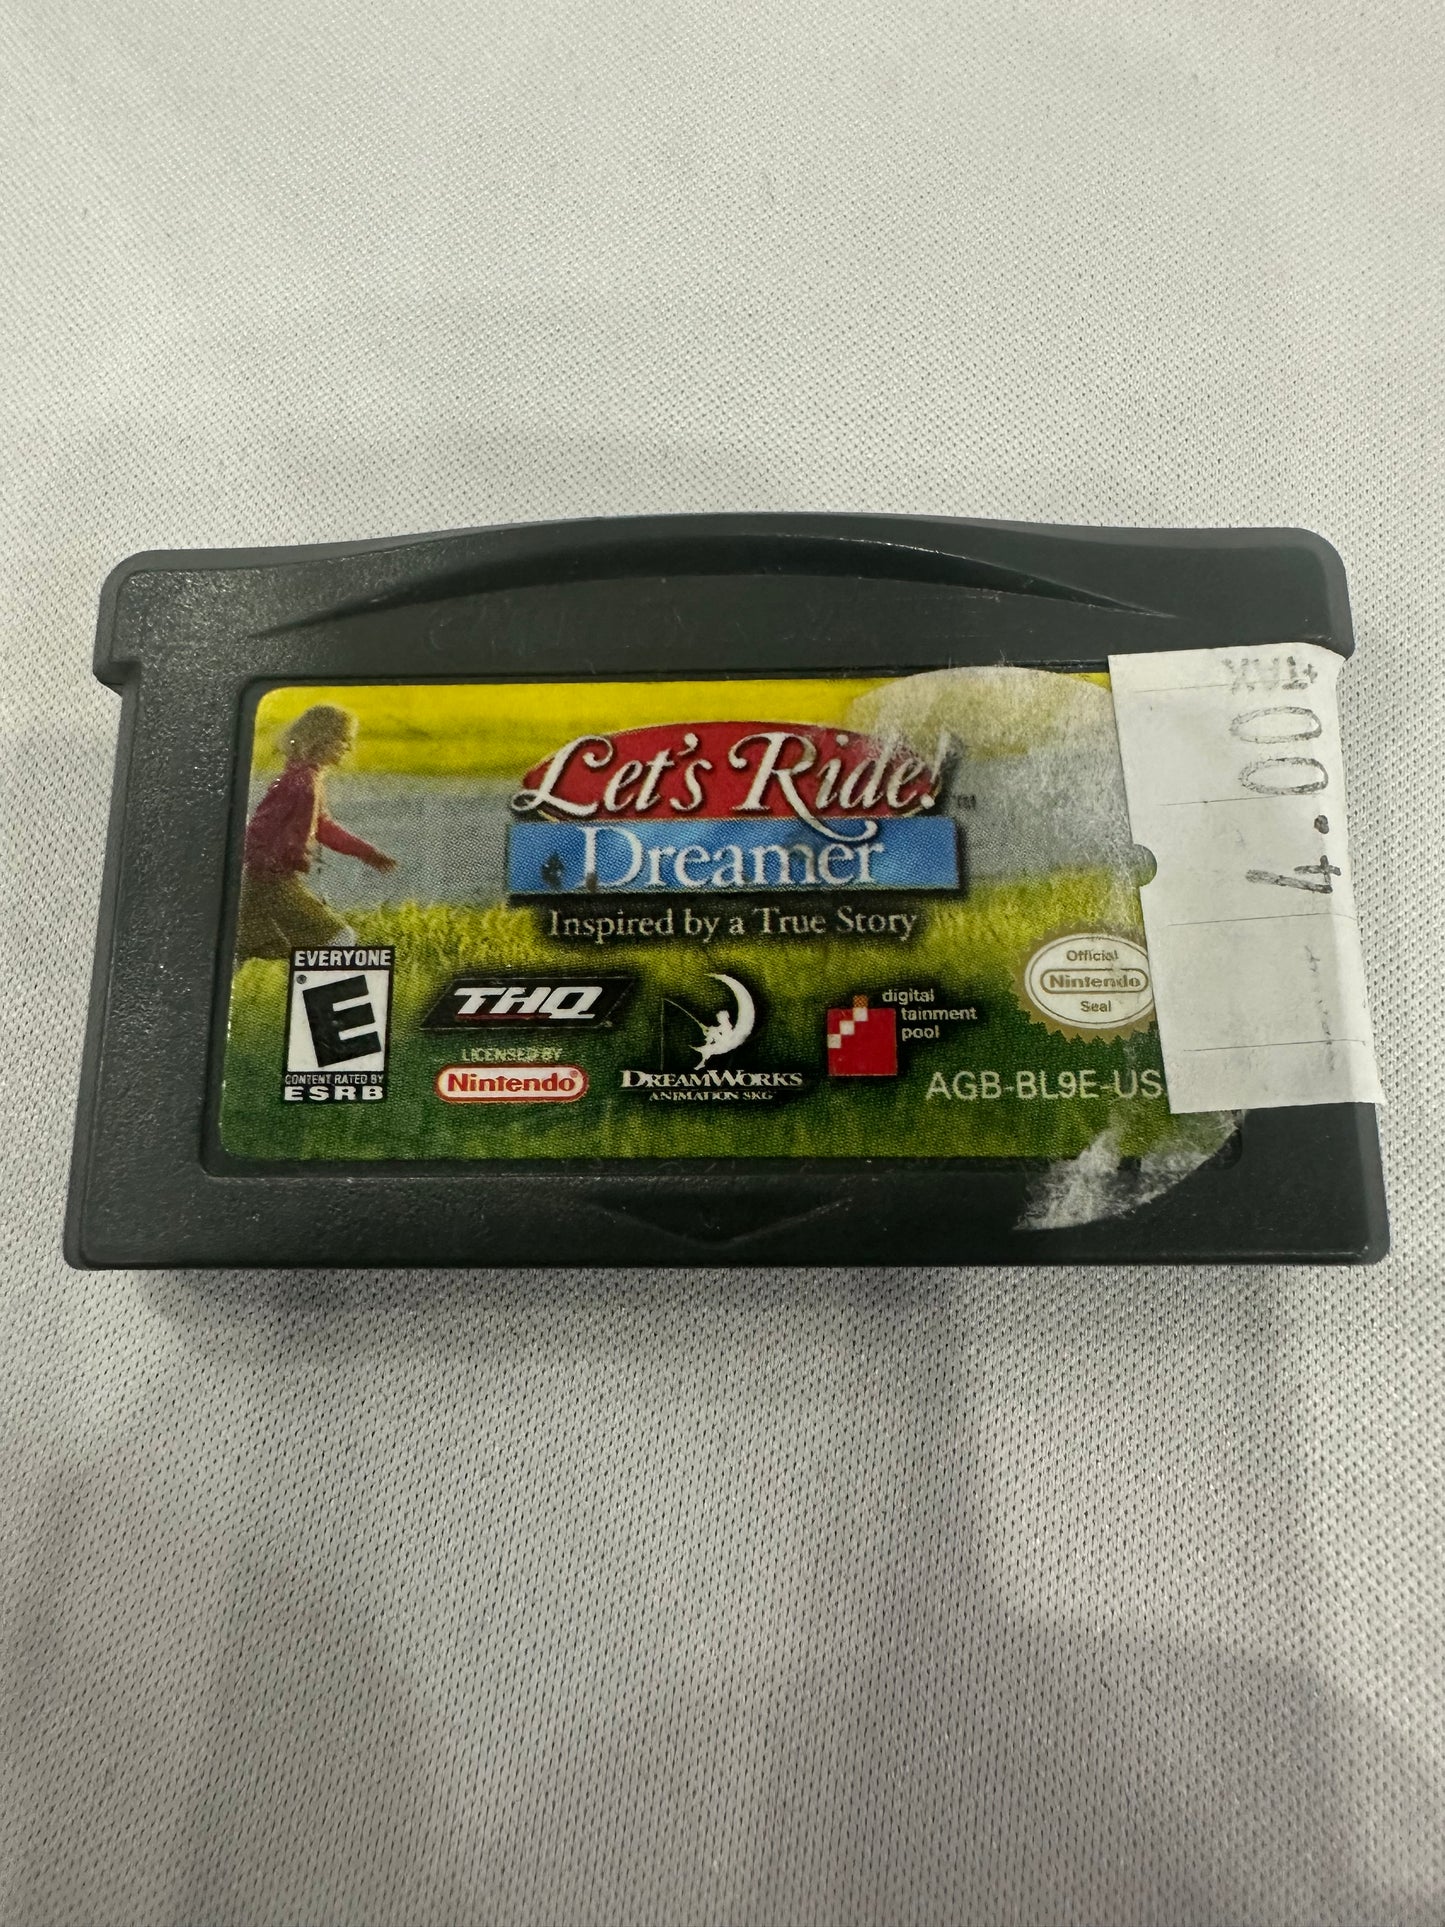 Let's Ride!
TM
Dreamer
Inspired by a True Story
EVERYONE
E
CONTENT RATED BY
ESRB
THQ
LICENSED BY
Nintendo
DREAMWORKS
ANIMATION SKG
digital
tainment
pool
Official
Nintendo
Seal
AGB-BL9E-US
4.00